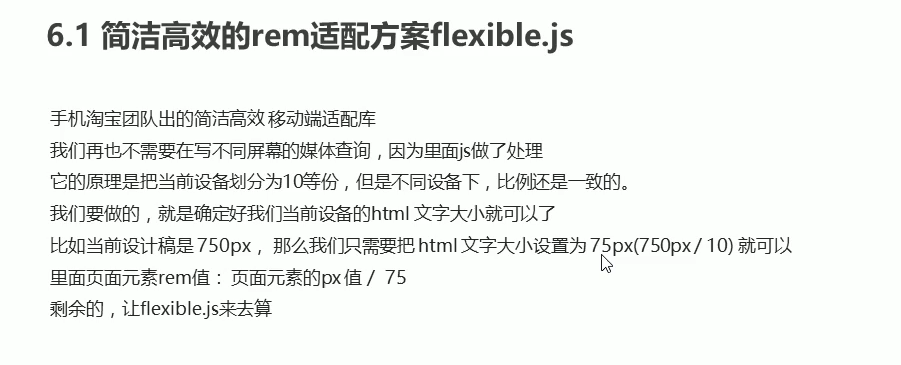 6.1 简洁高效的rem适配方案flexible.js
手机淘宝团队出的简洁高效 移动端适配库
我们再也不需要在写不同屏幕的媒体查询，因为里面js做了处理
它的原理是把当前设备划分为10等份，但是不同设备下，比例还是一致的。
我们要做的，就是确定好我们当前设备的html 文字大小就可以了
比如当前设计稿是 750px， 那么我们只需要把 html 文字大小设置为 75px(750px / 10) 就可以
里面页面元素rem值： 页面元素的px 值 / 75
剩余的，让flexible.js来去算